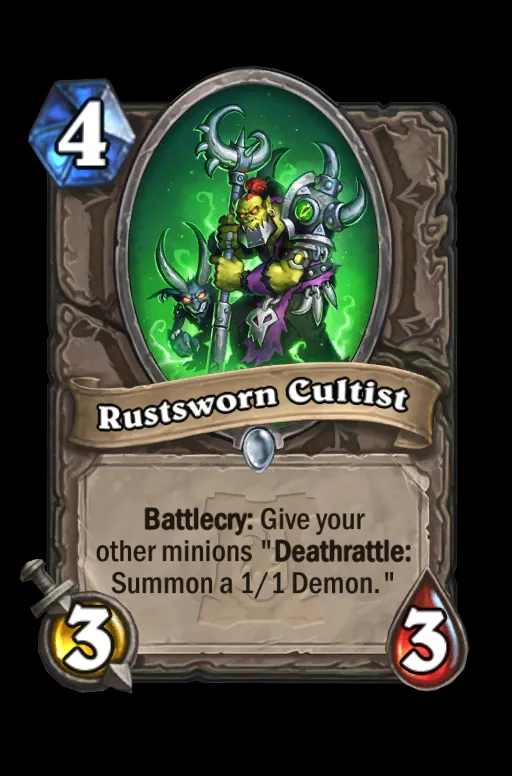 4
Rustsworn Cultist
Battlecry: Give your
other minions "Deathrattle:
Summon a 1/1 Demon."
3
3